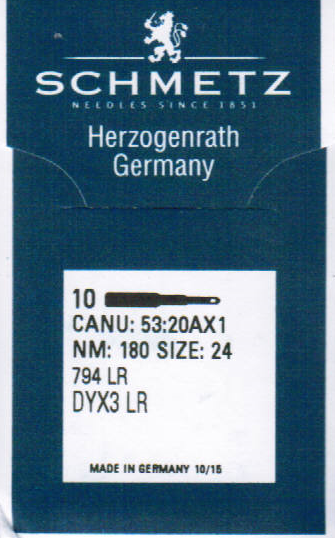 SCHMETZ
NEEDLES SINCE 1851
Herzogenrath
Germany
10
CANU: 53:20AX1
NM: 180 SIZE: 24
794 LR
DYX3 LR
MADE IN GERMANY 10/15